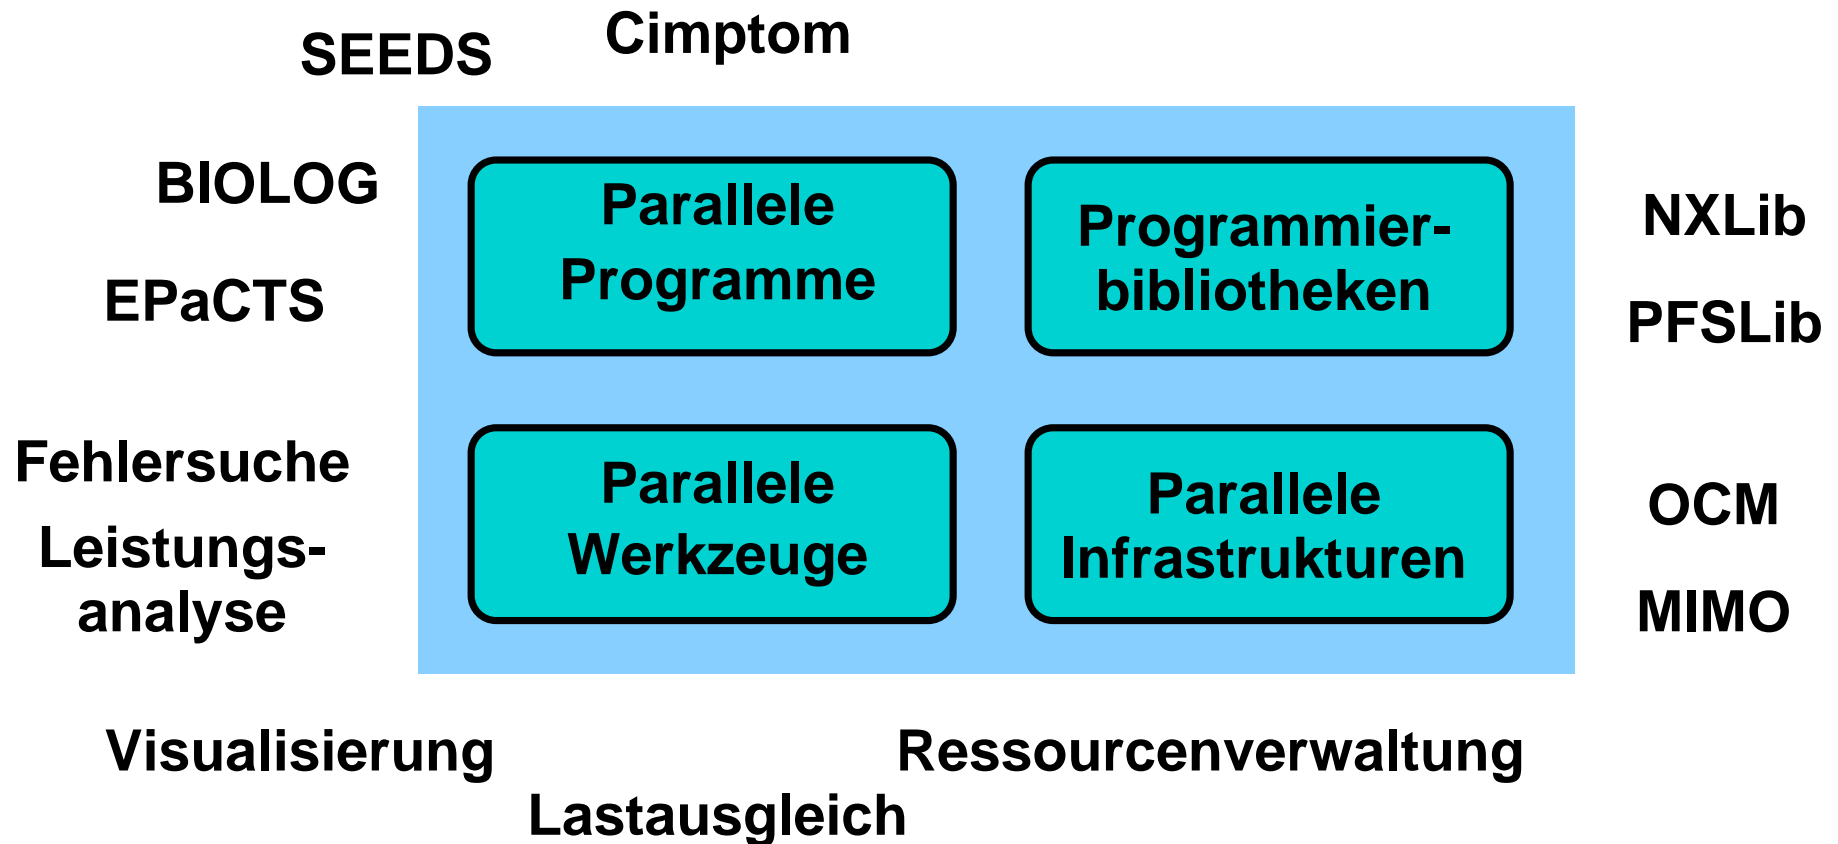 Cimptom
SEEDS
BIOLOG
EPaCTS
Parallele
Programme
Programmier-
bibliotheken
NXLib
PFSLib
Fehlersuche
Leistungs-
analyse
Parallele
Werkzeuge
Parallele
Infrastrukturen
OCM
MIMO
Visualisierung
Ressourcenverwaltung
Lastausgleich